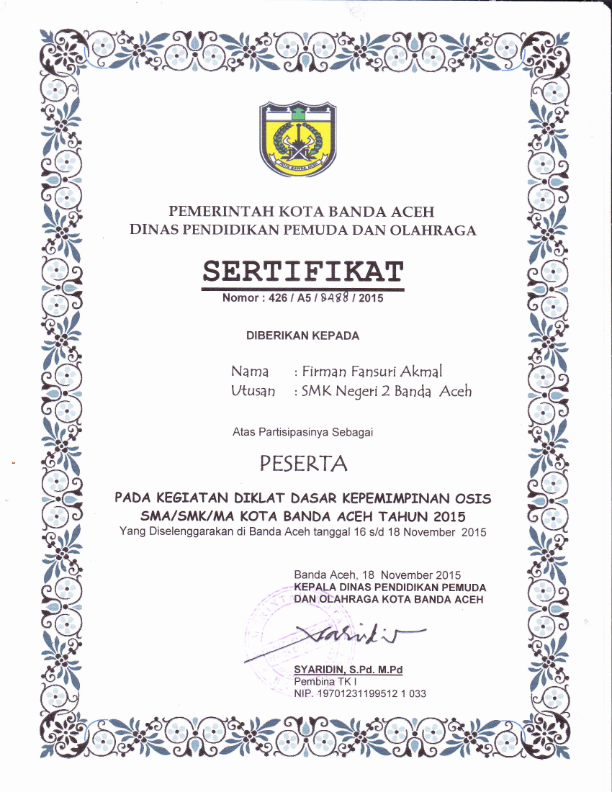 PEMERINTAH KOTA BANDA ACEH
DINAS PENDIDIKAN PEMUDA DAN OLAHRAGA
SERTIFIKAT
Nomor : 426 / A5 / / 2015
DIBERIKAN KEPADA
Nama : Firman Fansuri Akmal
Utusan : SMK Negeri 2 Banda Aceh
Atas Partisipasinya Sebagai
PESERTA
PADA KEGIATAN DIKLAT DASAR KEPEMIMPINAN OSIS
SMA/SMK/MA KOTA BANDA ACEH TAHUN 2015
Yang Diselenggarakan di Banda Aceh tanggal 16 s/d 18 November 2015
Banda Aceh, 18 November 2015
KEPALA DINAS PENDIDIKAN PEMUDA
DAN OLAHRAGA KOTA BANDA ACEH
SYARIDIN, S.Pd. M.Pd
Pembina TK I
NIP. 19701231199512 1 033